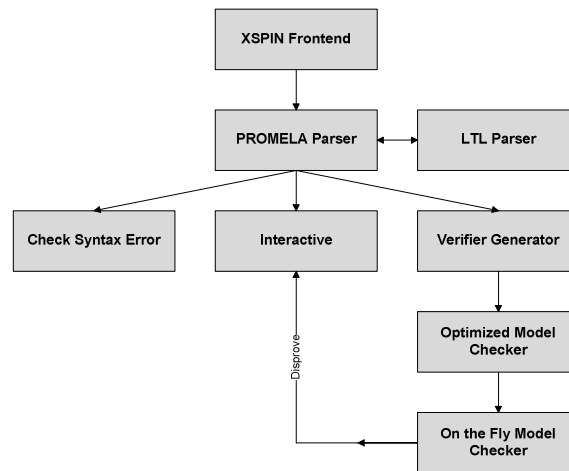 XSPIN Frontend
PROMELA Parser
LTL Parser
Check Syntax Error
Interactive
Verifier Generator
Optimized Model
Checker
Disprove
On the Fly Model
Checker